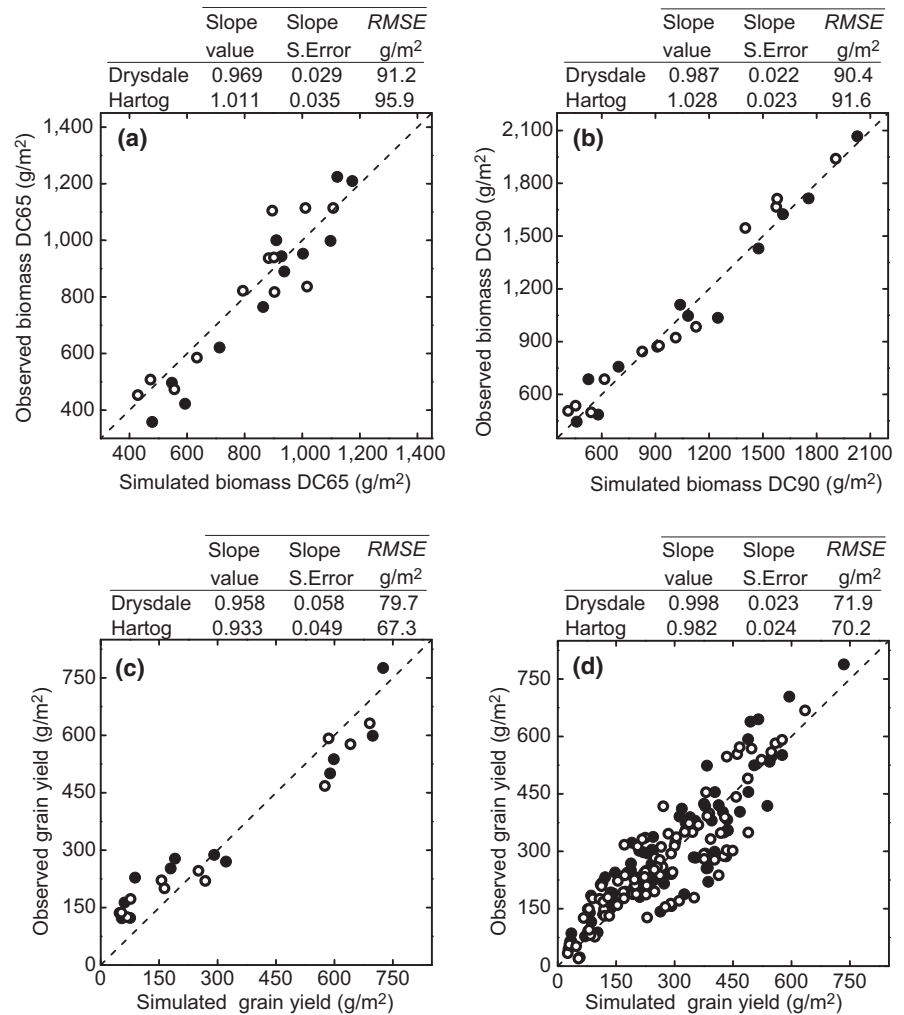 Slope Slope RMSE
value S.Error g/m2
Drysdale 0.969 0.029 91.2
Hartog 1.011 0.035 95.9
(a)
1,400
1,200
1,000
800
600
400
Observed biomass DC65 (g/m2)
400 600 800 1,000 1,200 1,400
Simulated biomass DC65 (g/m2)
Slope Slope RMSE
value S.Error g/m2
Drysdale 0.987 0.022 90.4
Hartog 1.028 0.023 91.6
(b)
2,100
1,800
1,500
1,200
900
600
Observed biomass DC90 (g/m2)
600 900 1200 1500 1800 2100
Simulated biomass DC90 (g/m2)
Slope Slope RMSE
value S.Error g/m2
Drysdale 0.958 0.058 79.7
Hartog 0.933 0.049 67.3
(c)
750
600
450
300
150
0
Observed grain yield (g/m2)
0 150 300 450 600 750
Simulated grain yield (g/m2)
Slope Slope RMSE
value S.Error g/m2
Drysdale 0.998 0.023 71.9
Hartog 0.982 0.024 70.2
(d)
750
600
450
300
150
0
Observed grain yield (g/m2)
0 150 300 450 600 750
Simulated grain yield (g/m2)